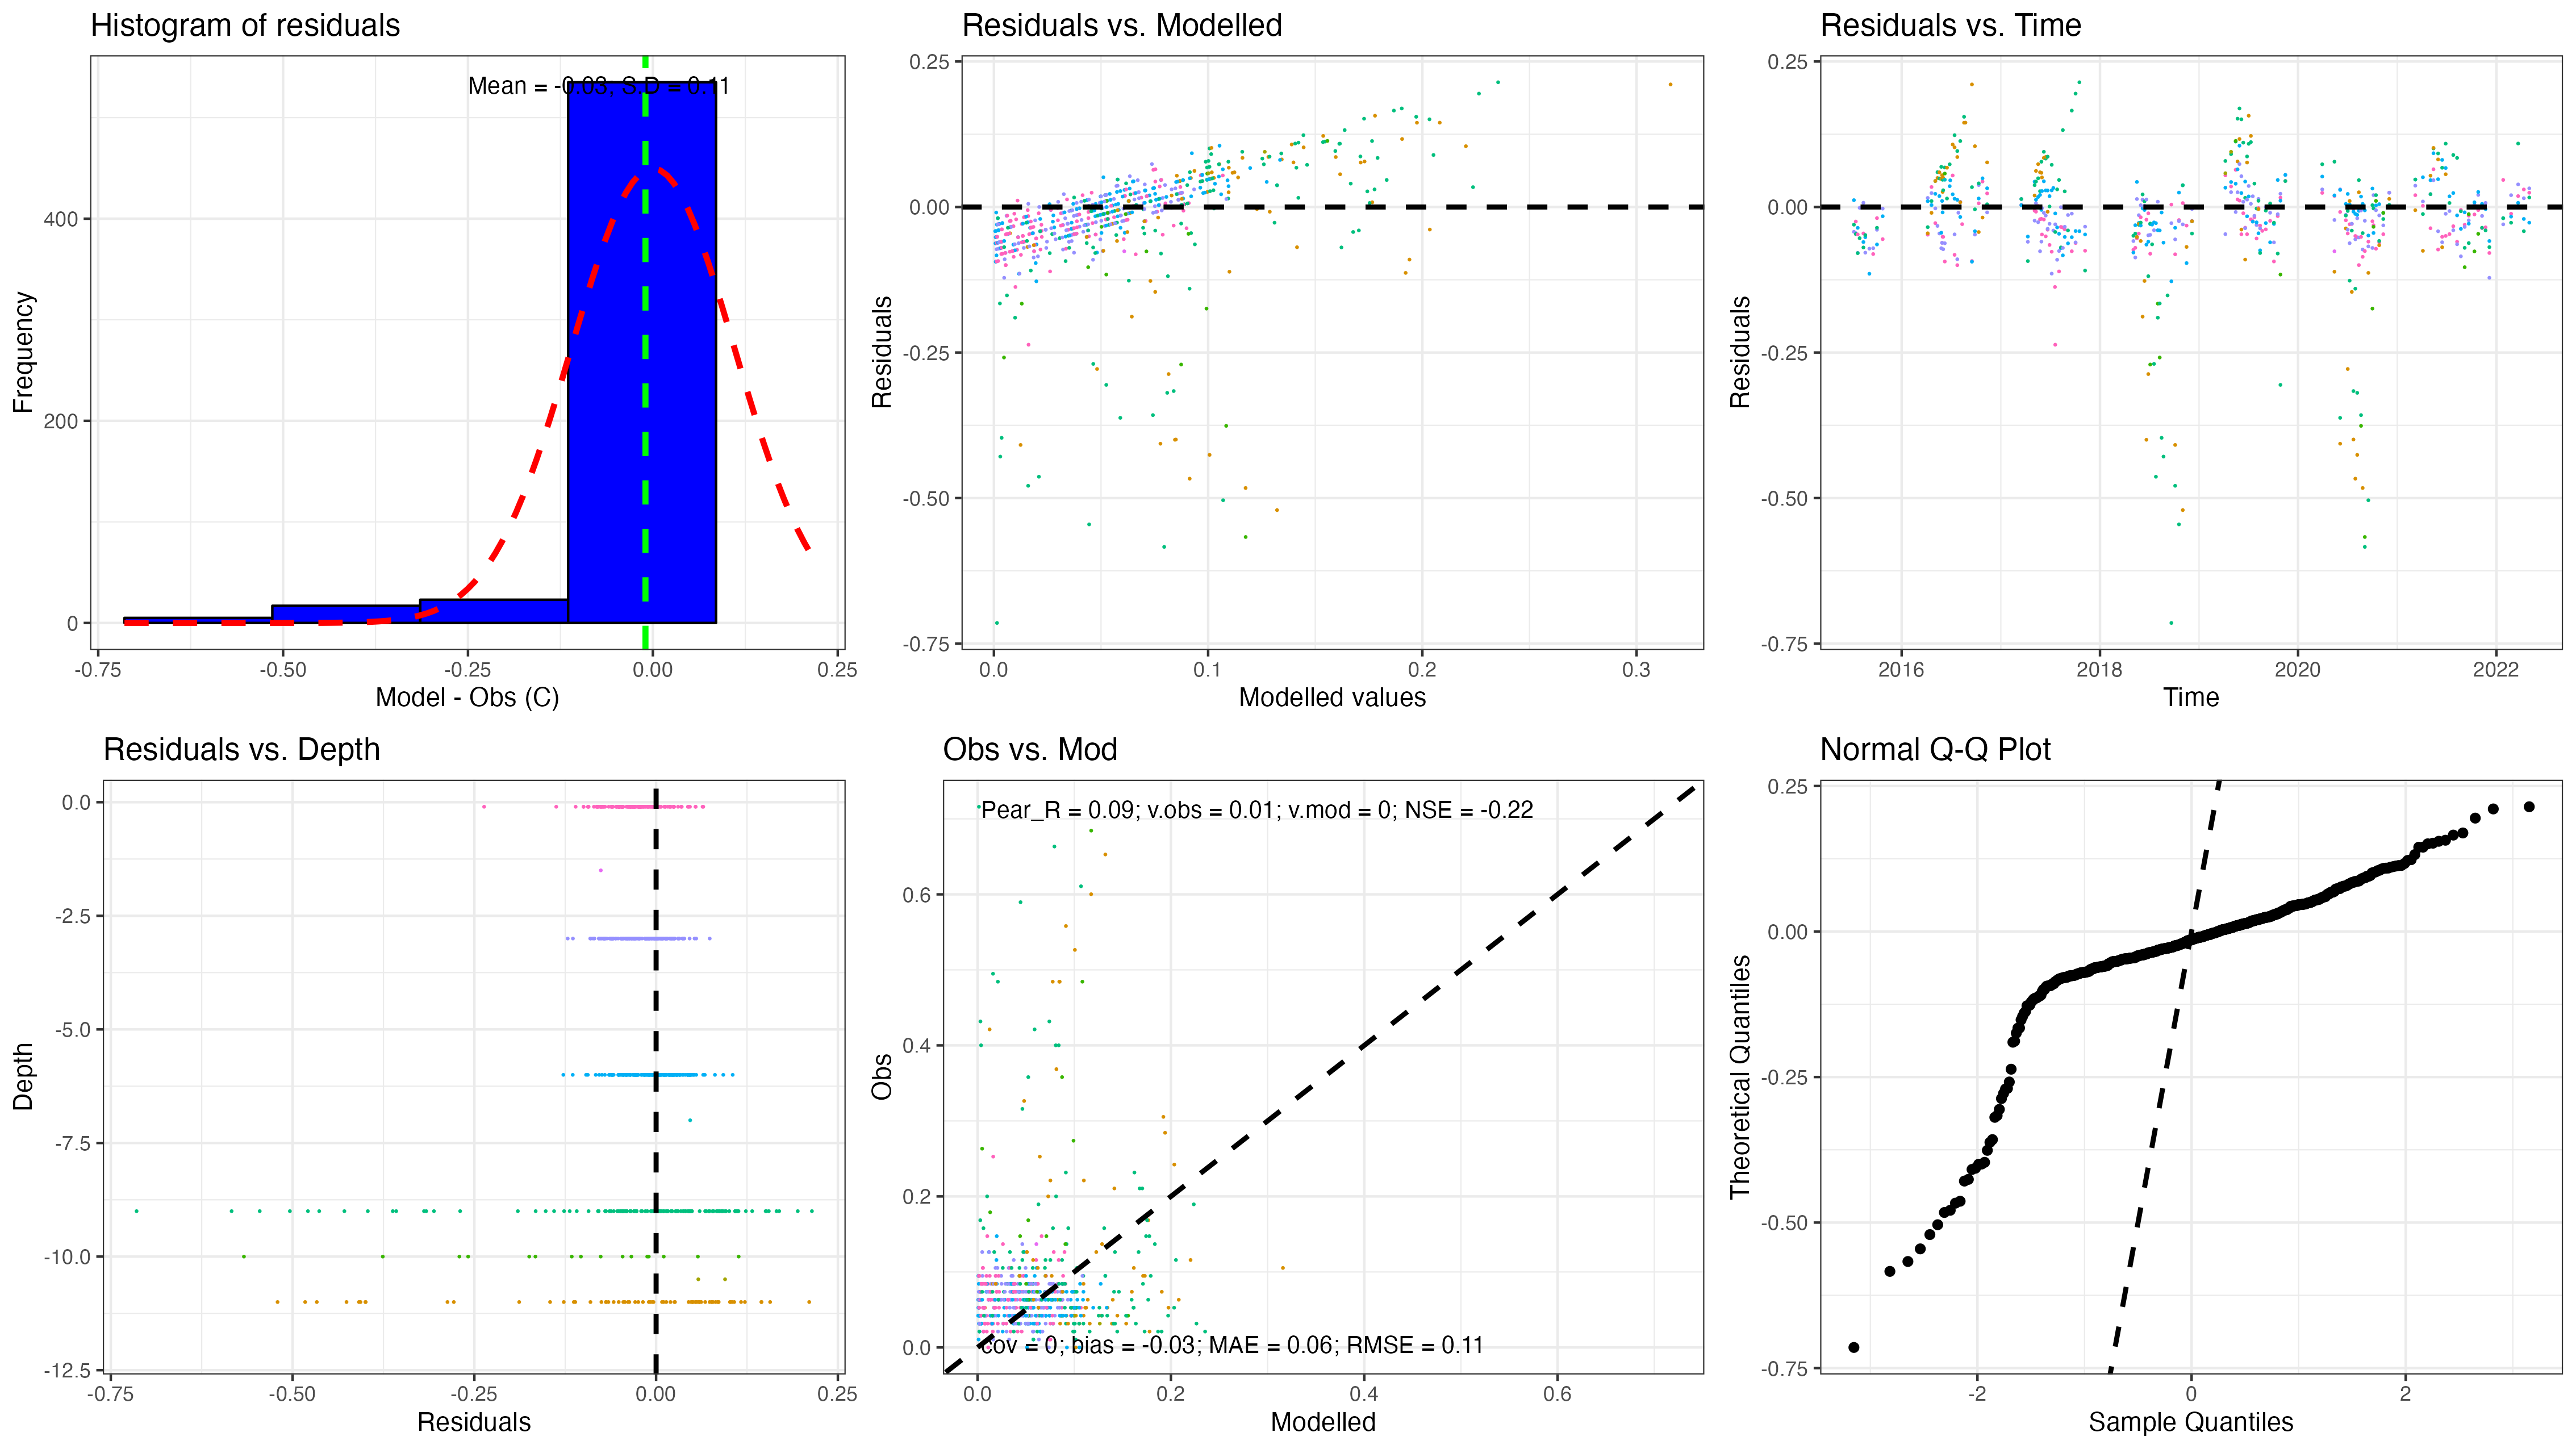 Histogram of residuals
Mean = -0.03; S.D = 0.11
Frequency
400
200
0
-0.75 -0.50 -0.25 0.00 0.25
Model - Obs (C)
Residuals vs. Modelled
Residuals
0.25
0.00
-0.25
-0.50
-0.75
0.0 0.1 0.2 0.3
Modelled values
Residuals vs. Time
Residuals
0.25
0.00
-0.25
-0.50
-0.75
2016 2018 2020 2022
Time
Residuals vs. Depth
Depth
0.0
-2.5
-5.0
-7.5
-10.0
-12.5
-0.75 -0.50 -0.25 0.00 0.25
Residuals
Obs vs. Mod
Pear_R = 0.09; v.obs = 0.01; v.mod = 0; NSE = -0.22
Obs
0.6
0.4
0.2
0.0
cov = 0; bias = -0.03; MAE = 0.06; RMSE = 0.11
0.0 0.2 0.4 0.6
Modelled
Normal Q-Q Plot
Theoretical Quantiles
0.25
0.00
-0.25
-0.50
-0.75
-2 0 2
Sample Quantiles